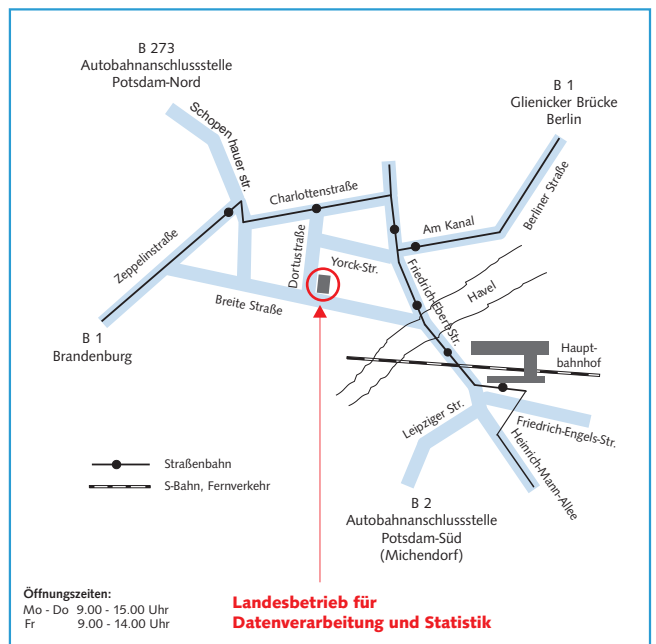 B 273
Autobahnanschlussstelle
Potsdam-Nord
B 1
Glienicker Brücke
Berlin
Schopen hauer str.
Charlottenstraße
Berliner Straße
Am Kanal
Zeppelinstraße
Dortustraße
Yorck-Str.
Friedrich-Ebert-Str.
Breite Straße
Havel
B 1
Brandenburg
Haupt-
bahnhof
Leipziger Str.
Friedrich-Engels-Str.
Heinrich-Mann-Allee
Straßenbahn
S-Bahn, Fernverkehr
B 2
Autobahnanschlussstelle
Potsdam-Süd
(Michendorf)
Öffnungszeiten:
Mo - Do 9.00 - 15.00 Uhr
Fr 9.00 - 14.00 Uhr
Landesbetrieb für
Datenverarbeitung und Statistik